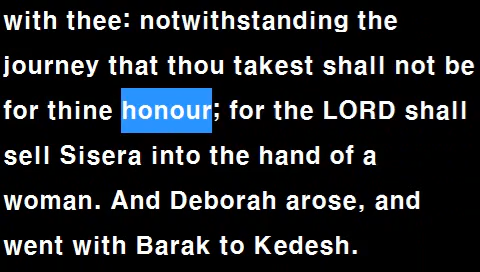 with thee: notwithstanding the
journey that thou takest shall not be
for thine honour; for the LORD shall
sell Sisera into the hand of a
woman. And Deborah arose, and
went with Barak to Kedesh.